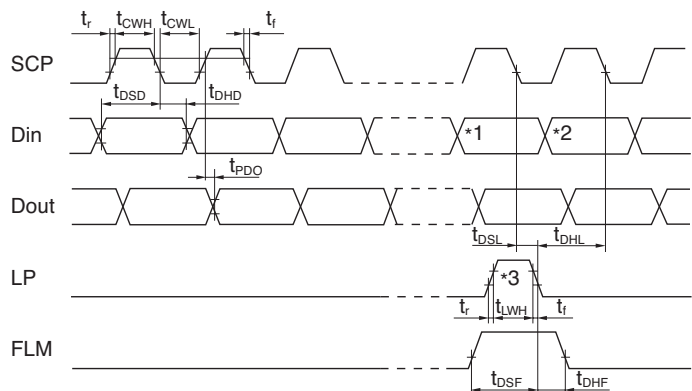 tr tCWH tCWL tf
SCP
tDSD tDHD
Din *1 *2
tPDO
Dout
tDSL tDHL
LP *3
tr tLWH tf
FLM
tDSF tDHF